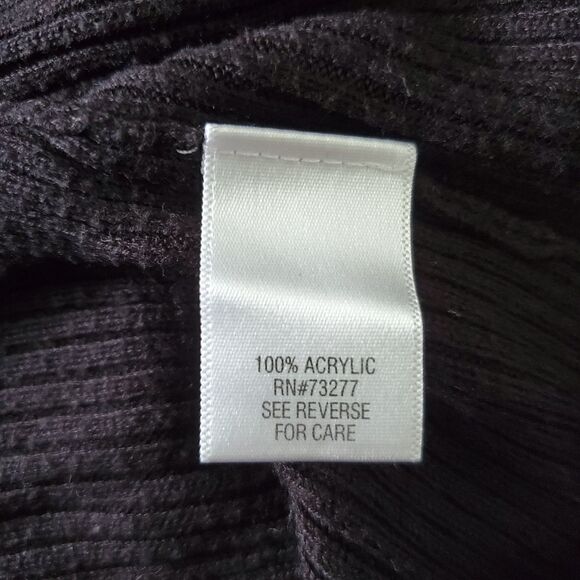 100% ACRYLIC
RN#73277
SEE REVERSE
FOR CARE